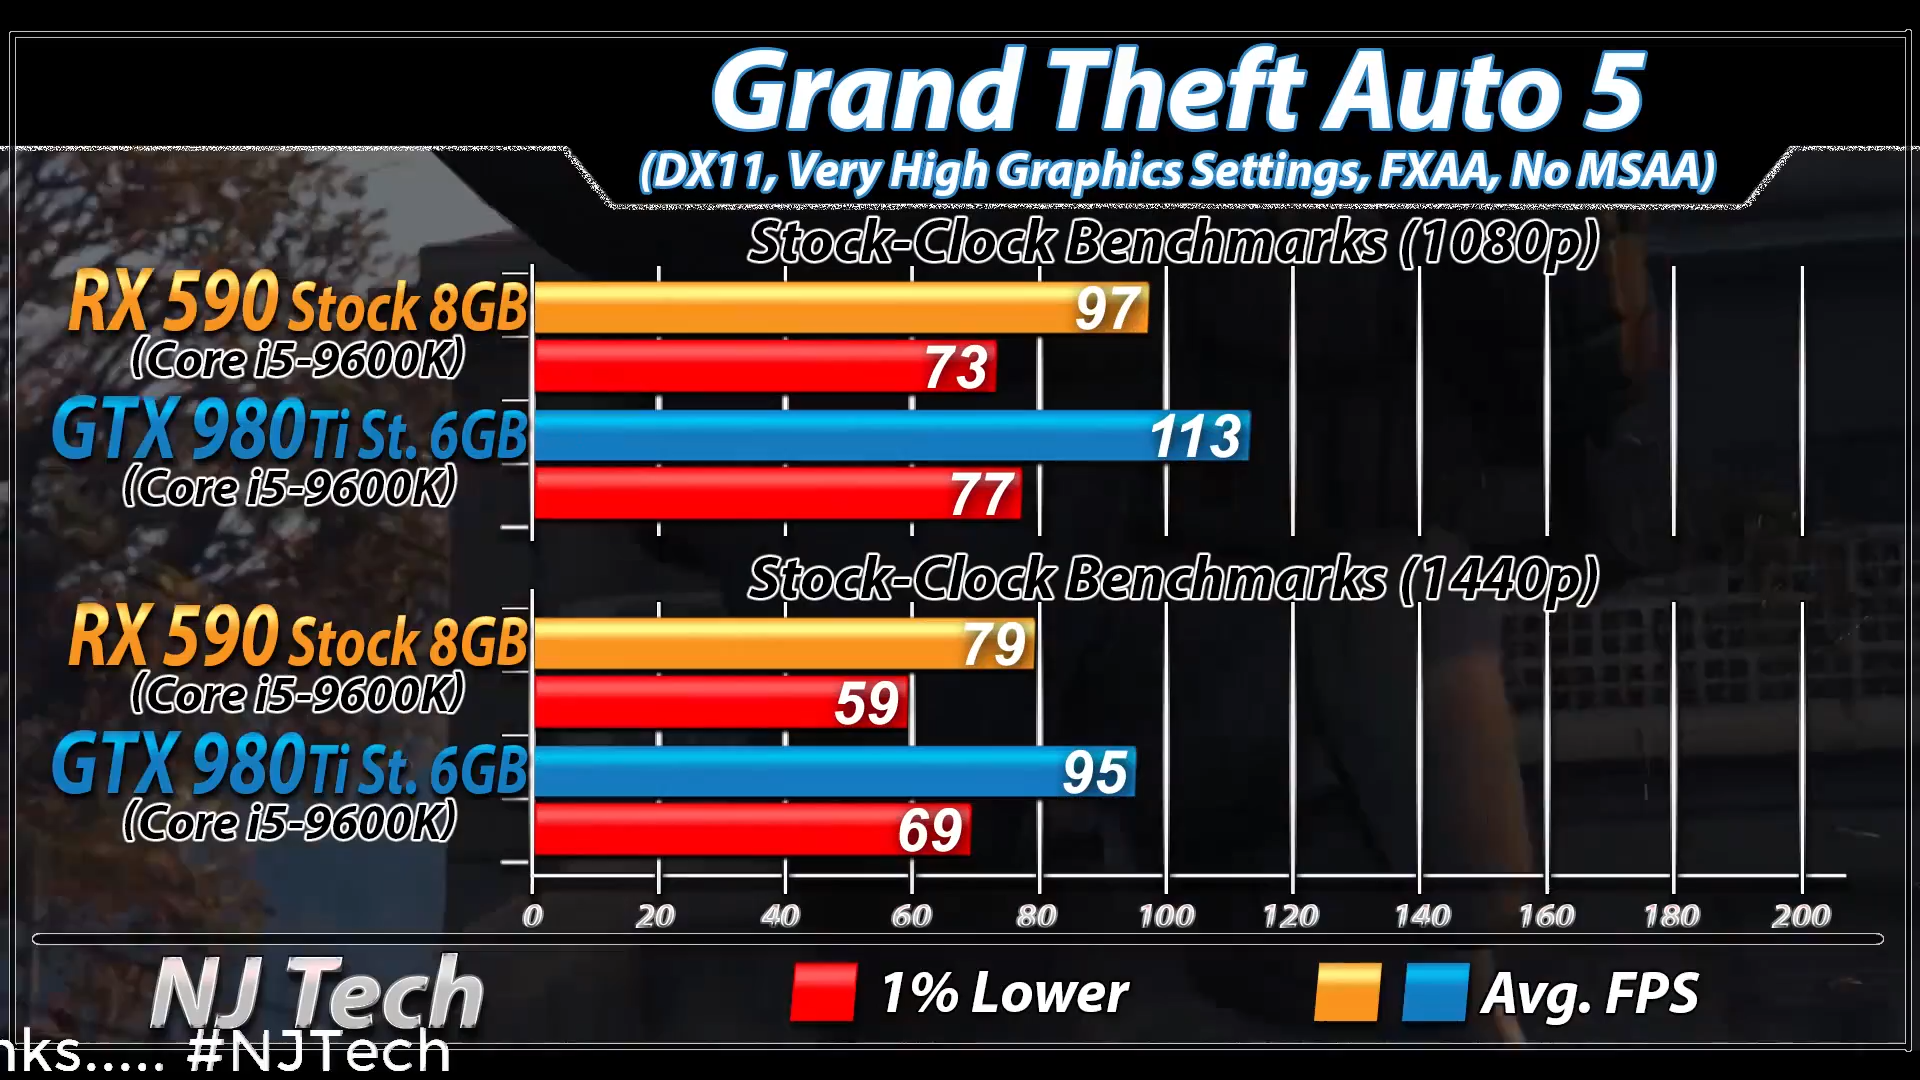 Grand Theft Auto 5
(DX11, Very High Graphics Settings, FXAA, No MSAA)
Stock-Clock Benchmarks (1080p)
RX 590 Stock 8GB
97
(Core i5-9600K)
73
GTX 980Ti St. 6GB
113
(Core i5-9600K)
77
Stock-Clock Benchmarks (1440p)
RX 590 Stock 8GB
79
(Core i5-9600K)
59
GTX 980Ti St. 6GB
95
(Core i5-9600K)
69
0 20 40 60 80 100 120 140 160 180 200
NJ Tech
1% Lower
Avg. FPS
nks..... #NJTech